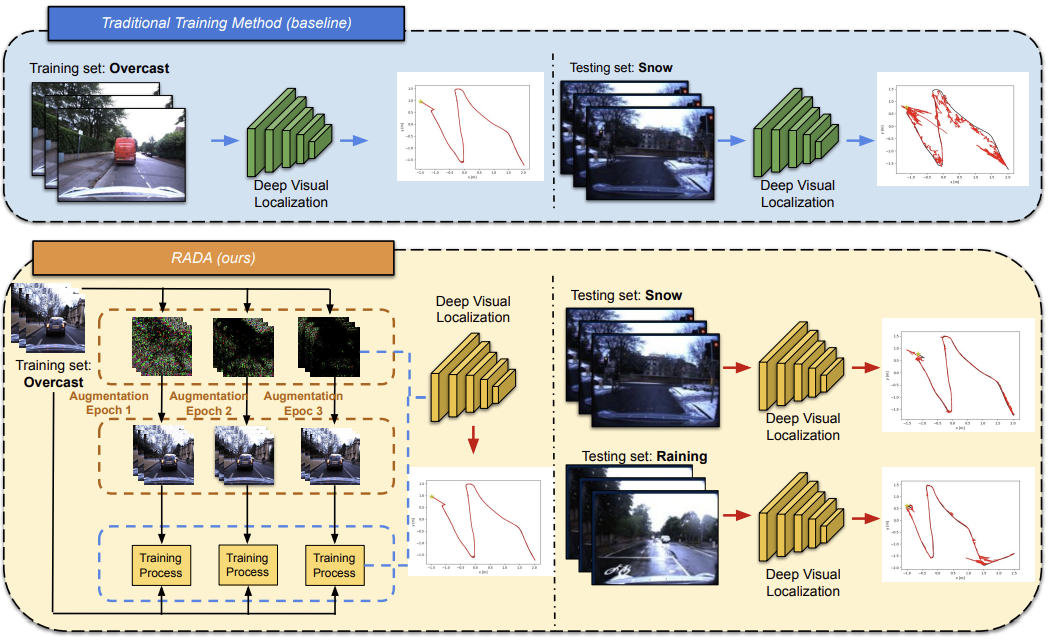 Traditional Training Method (baseline)
Training set: Overcast
Deep Visual
Localization
Testing set: Snow
Deep Visual
Localization
RADA (ours)
Training set:
Overcast
Augmentation
Epoch 1
Augmentation
Epoch 2
Augmentation
Epoc 3
Training
Process
Training
Process
Training
Process
Deep Visual
Localization
Testing set: Snow
Deep Visual
Localization
Testing set: Raining
Deep Visual
Localization